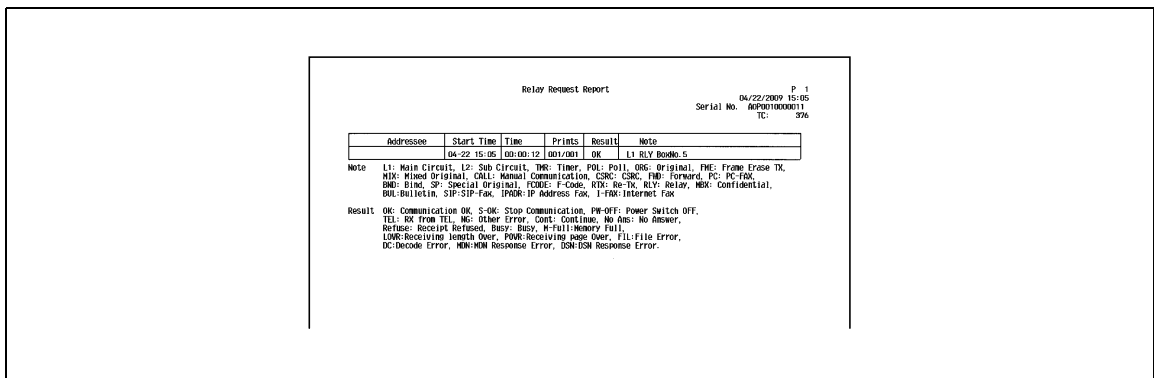 Relay Request Report
P 1
04/22/2009 15:05
Serial No. A0P0010000011
TC: 376
Addressee Start Time Time Prints Result Note
04-22 15:05 00:00:12 001/001 OK L1 RLY BoxNo.5
Note L1: Main Circuit, L2: Sub Circuit, TMR: Timer, POL: Poll, ORG: Original, FME: Frame Erase TX,
MIX: Mixed Original, CALL: Manual Communication, CSRC: CSRC, FWD: Forward, PC: PC-FAX,
BND: Bind, SP: Special Original, FCODE: F-Code, RTX: Re-Tx, RLY: Relay, MBX: Confidential,
BUL:Bulletin, SIP:SIP-Fax, IPADR:IP Address Fax, I-FAX:Internet Fax
Result OK: Communication OK, S-OK: Stop Communication, PW-OFF: Power Switch OFF,
TEL: RX from TEL, NG: Other Error, Cont: Continue, No Ans: No Answer,
Refuse: Receipt Refused, Busy: Busy, M-Full:Memory Full,
LOVR:Receiving length Over, POVR:Receiving page Over, FIL:File Error,
DC:Decode Error, MDN:MDN Response Error, DSN:DSN Response Error.